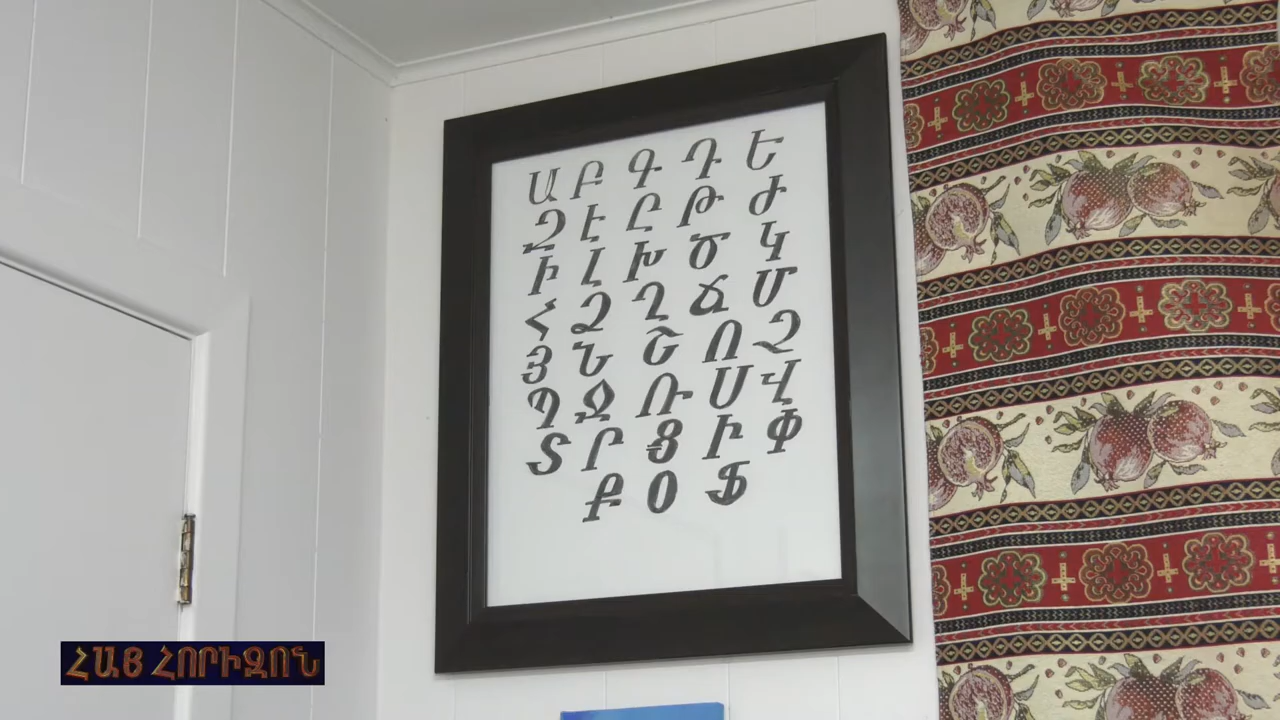 Ա Բ Գ Դ Ե
Զ Է Ը Թ Ժ
Ի Լ Խ Ծ Կ
Հ Ձ Ղ Ճ Մ
Յ Ն Շ Ո Չ
Պ Ջ Ռ Ս Վ
Տ Ր Ց Ւ Փ
Ք Օ Ֆ
ՀԱՅ ՀՈՐԻԶՈՆ